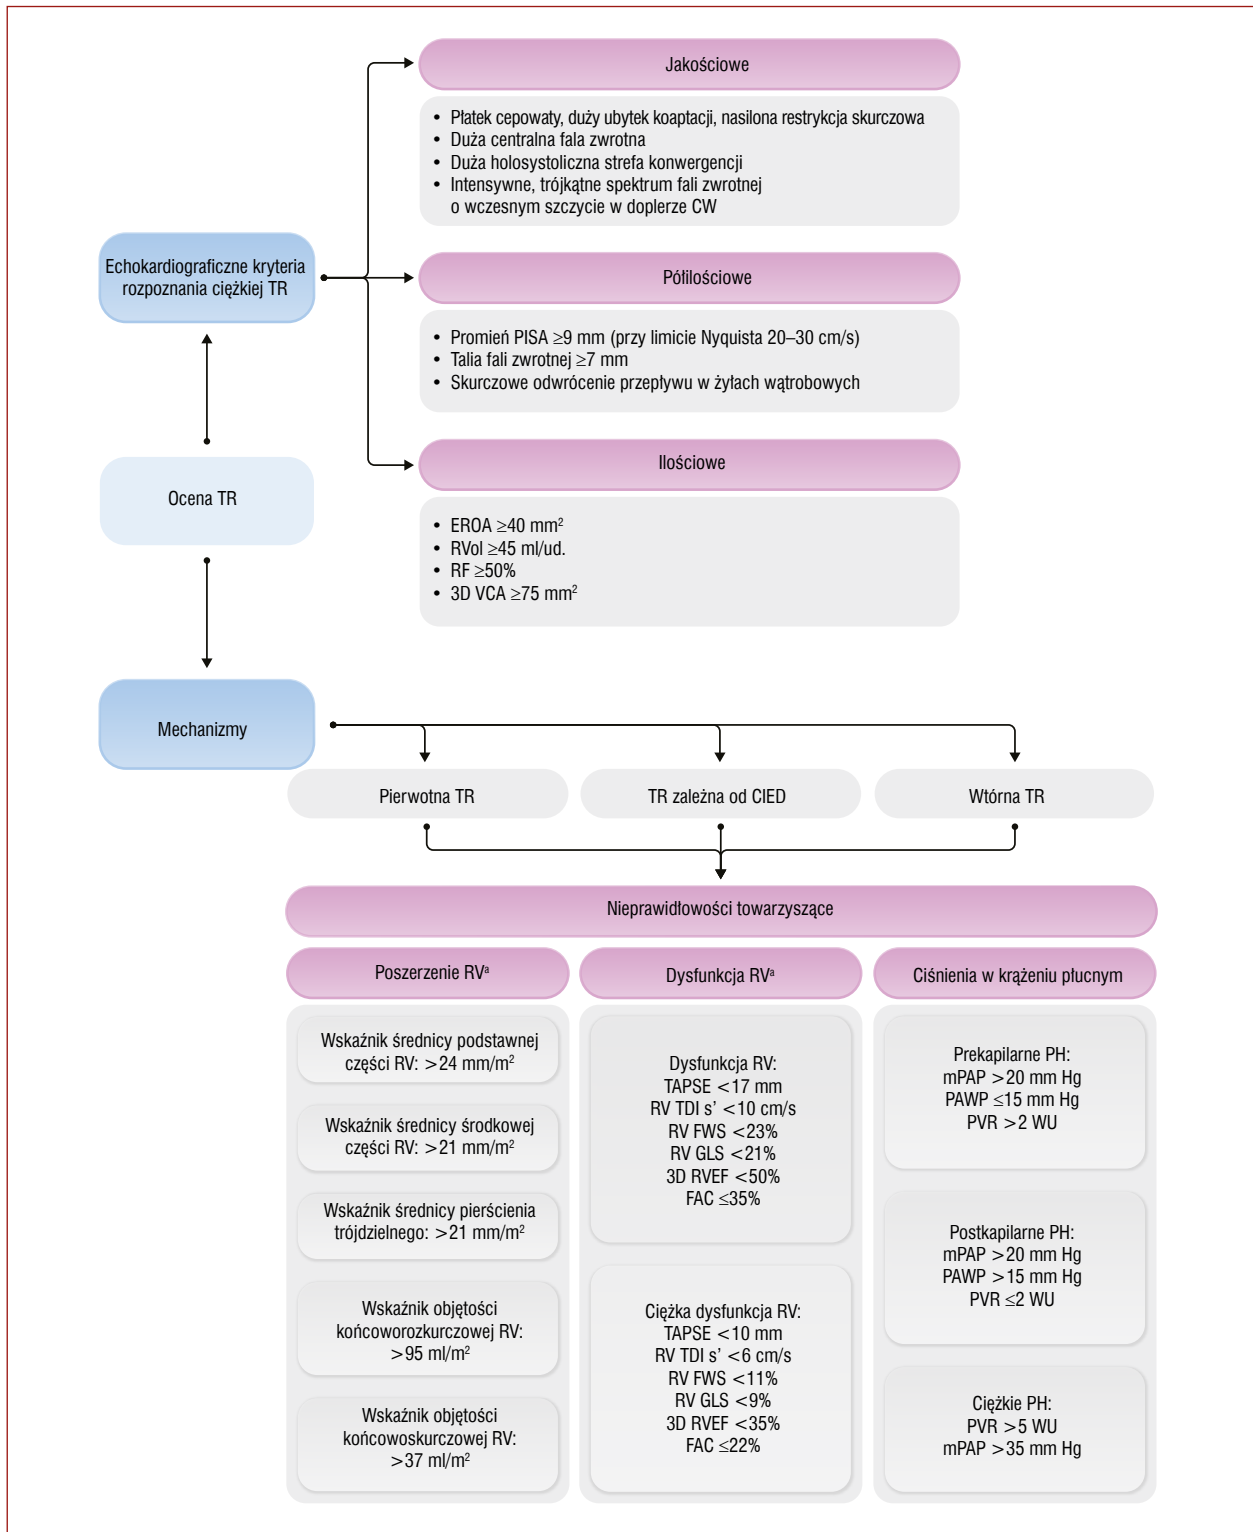 Jakościowe
• Płatek cepowaty, duży ubytek koaptacji, nasilona restrykcja skurczowa
• Duża centralna fala zwrotna
• Duża holosystoliczna strefa konwergencji
• Intensywne, trójkątne spektrum fali zwrotnej
o wczesnym szczycie w doplerze CW
Echokardiograficzne kryteria
rozpoznania ciężkiej TR
Półilościowe
• Promień PISA ≥9 mm (przy limicie Nyquista 20–30 cm/s)
• Talia fali zwrotnej ≥7 mm
• Skurczowe odwrócenie przepływu w żyłach wątrobowych
Ilościowe
Ocena TR
• EROA ≥40 mm²
• RVol ≥45 ml/ud.
• RF ≥50%
• 3D VCA ≥75 mm²
Mechanizmy
Pierwotna TR
TR zależna od CIED
Wtórna TR
Nieprawidłowości towarzyszące
Poszerzenie RVᵃ
Wskaźnik średnicy podstawnej
części RV: >24 mm/m²
Wskaźnik średnicy środkowej
części RV: >21 mm/m²
Wskaźnik średnicy pierścienia
trójdzielnego: >21 mm/m²
Wskaźnik objętości
końcoworozkurczowej RV:
>95 ml/m²
Wskaźnik objętości
końcowoskurczowej RV:
>37 ml/m²
Dysfunkcja RVᵃ
Dysfunkcja RV:
TAPSE <17 mm
RV TDI s’ <10 cm/s
RV FWS <23%
RV GLS <21%
3D RVEF <50%
FAC ≤35%
Ciężka dysfunkcja RV:
TAPSE <10 mm
RV TDI s’ <6 cm/s
RV FWS <11%
RV GLS <9%
3D RVEF <35%
FAC ≤22%
Ciśnienia w krążeniu płucnym
Prekapilarne PH:
mPAP >20 mm Hg
PAWP ≤15 mm Hg
PVR >2 WU
Postkapilarne PH:
mPAP >20 mm Hg
PAWP >15 mm Hg
PVR ≤2 WU
Ciężkie PH:
PVR >5 WU
mPAP >35 mm Hg